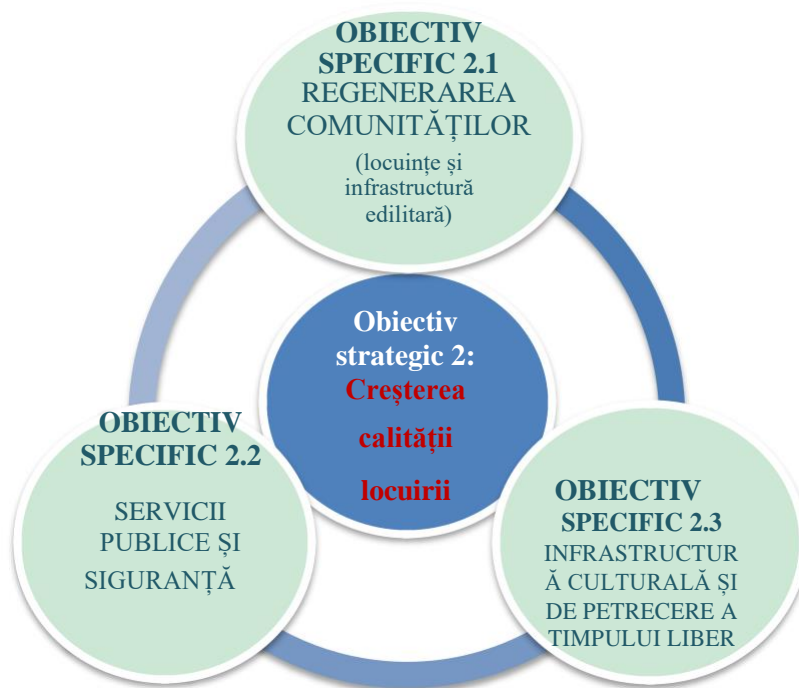 OBIECTIV
SPECIFIC 2.1
REGENERAREA
COMUNITĂȚILOR
(locuințe și
infrastructură
edilitară)
Obiectiv
strategic 2:
Creșterea
calității
locuirii
OBIECTIV
SPECIFIC 2.2
SERVICII
PUBLICE ȘI
SIGURANȚĂ
OBIECTIV
SPECIFIC 2.3
INFRASTRUCTUR
Ă CULTURALĂ ȘI
DE PETRECERE A
TIMPULUI LIBER